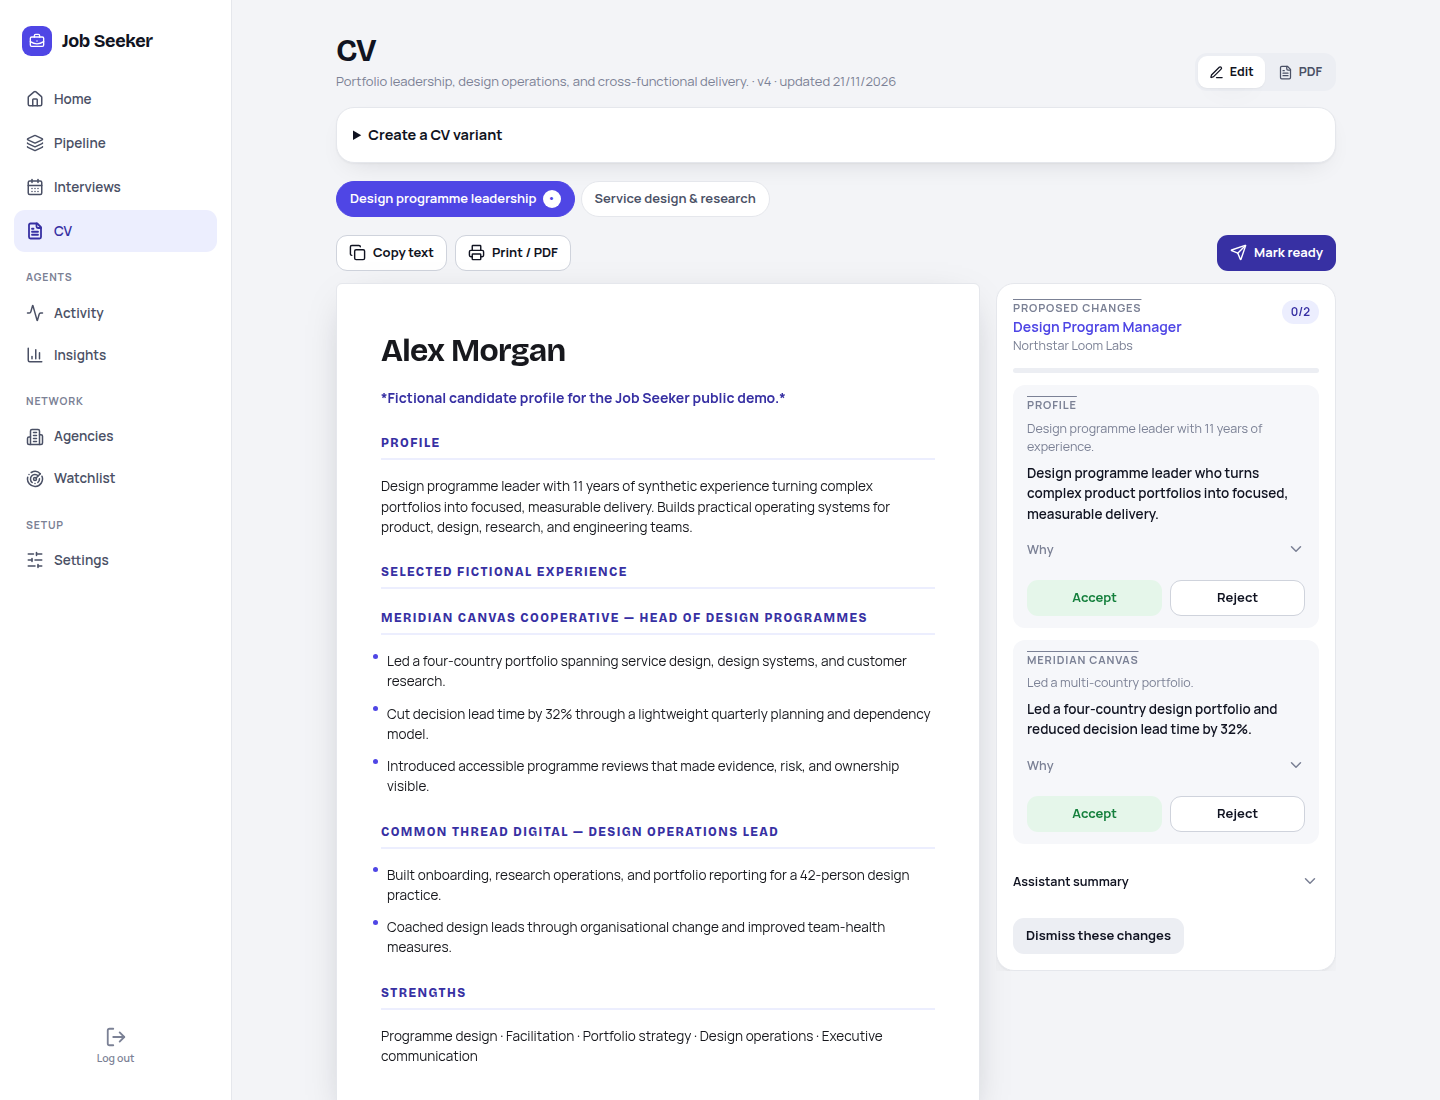 Job Seeker
Home
Pipeline
Interviews
CV
AGENTS
Activity
Insights
NETWORK
Agencies
Watchlist
SETUP
Settings
Log out
CV
Portfolio leadership, design operations, and cross-functional delivery. · v4 · updated 21/11/2026
Edit
PDF
Create a CV variant
Design programme leadership
Service design & research
Copy text
Print / PDF
Mark ready
Alex Morgan
*Fictional candidate profile for the Job Seeker public demo.*
PROFILE
Design programme leader with 11 years of synthetic experience turning complex
portfolios into focused, measurable delivery. Builds practical operating systems for
product, design, research, and engineering teams.
SELECTED FICTIONAL EXPERIENCE
MERIDIAN CANVAS COOPERATIVE — HEAD OF DESIGN PROGRAMMES
Led a four-country portfolio spanning service design, design systems, and customer
research.
Cut decision lead time by 32% through a lightweight quarterly planning and dependency
model.
Introduced accessible programme reviews that made evidence, risk, and ownership
visible.
COMMON THREAD DIGITAL — DESIGN OPERATIONS LEAD
Built onboarding, research operations, and portfolio reporting for a 42-person design
practice.
Coached design leads through organisational change and improved team-health
measures.
STRENGTHS
Programme design · Facilitation · Portfolio strategy · Design operations · Executive
communication
PROPOSED CHANGES
0/2
Design Program Manager
Northstar Loom Labs
PROFILE
Design programme leader with 11 years of
experience.
Design programme leader who turns
complex product portfolios into focused,
measurable delivery.
Why
Accept
Reject
MERIDIAN CANVAS
Led a multi-country portfolio.
Led a four-country design portfolio and
reduced decision lead time by 32%.
Why
Accept
Reject
Assistant summary
Dismiss these changes